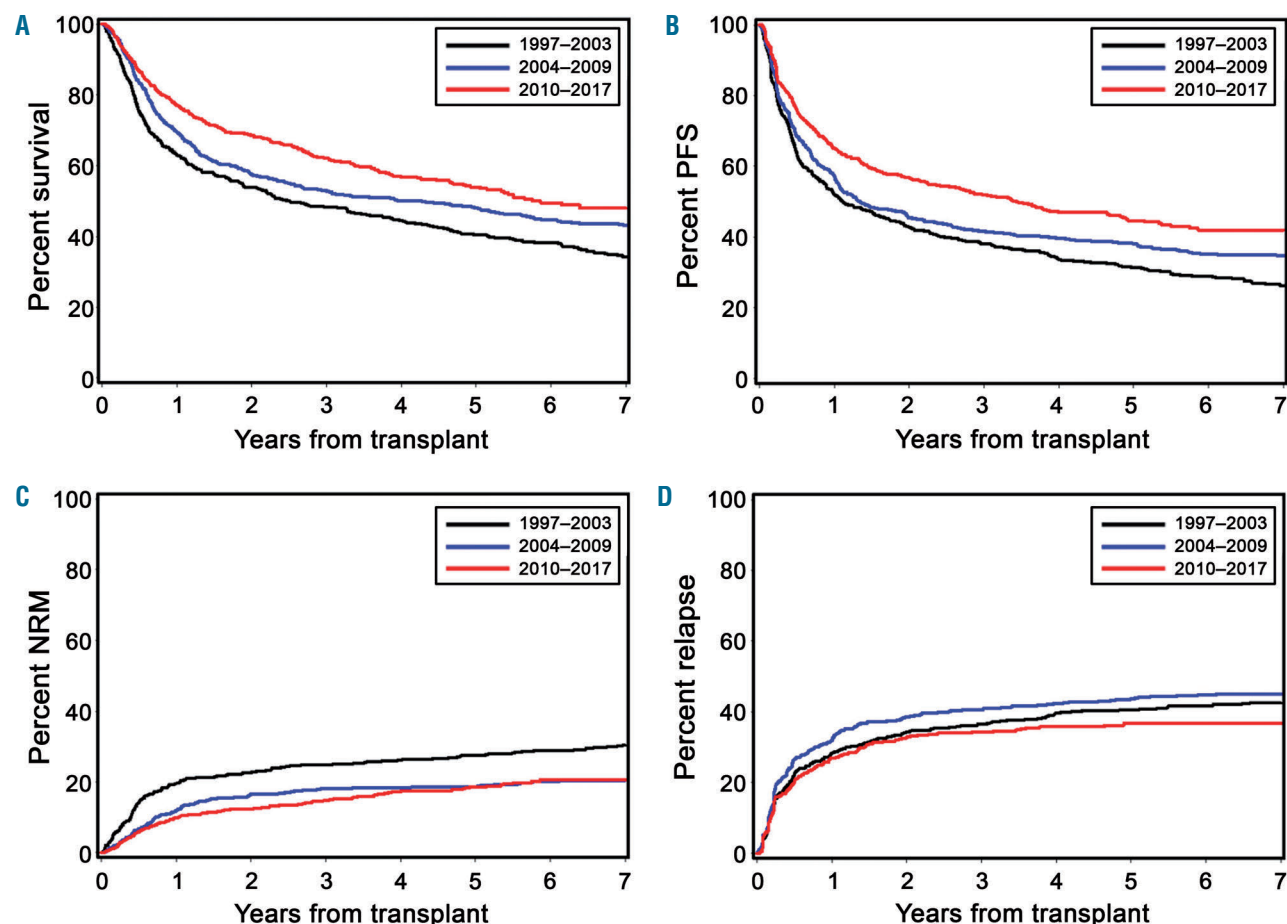 A
Percent survival
100
80
60
40
20
0
1997–2003
2004–2009
2010–2017
0 1 2 3 4 5 6 7
Years from transplant
B
Percent PFS
100
80
60
40
20
0
1997–2003
2004–2009
2010–2017
0 1 2 3 4 5 6 7
Years from transplant
C
Percent NRM
100
80
60
40
20
0
1997–2003
2004–2009
2010–2017
0 1 2 3 4 5 6 7
Years from transplant
D
Percent relapse
100
80
60
40
20
0
1997–2003
2004–2009
2010–2017
0 1 2 3 4 5 6 7
Years from transplant